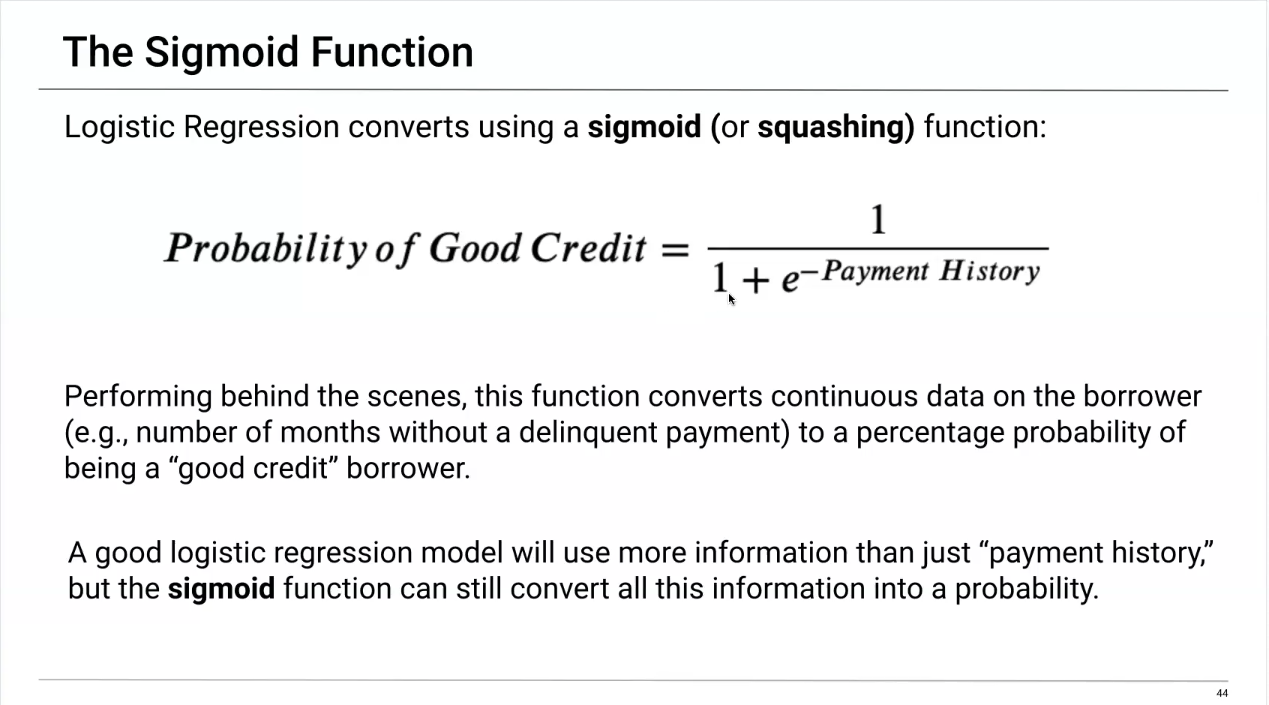 The Sigmoid Function
Logistic Regression converts using a sigmoid (or squashing) function:
Probability of Good Credit = 1 / (1 + e^{-Payment History})
Performing behind the scenes, this function converts continuous data on the borrower
(e.g., number of months without a delinquent payment) to a percentage probability of
being a “good credit” borrower.
A good logistic regression model will use more information than just “payment history,”
but the sigmoid function can still convert all this information into a probability.
44